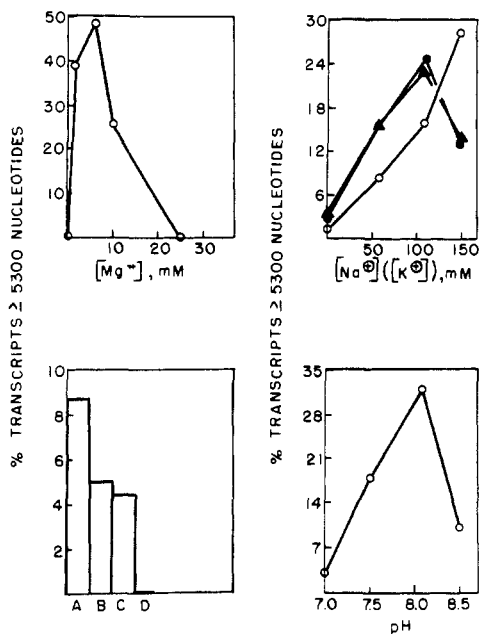 % TRANSCRIPTS ≥ 5300 NUCLEOTIDES
50
40
30
20
10
10 20 30
[Mg⁺⁺], mM
% TRANSCRIPTS ≥ 5300 NUCLEOTIDES
30
24
18
12
6
50 100 150
[Na⊕]([K⊕]), mM
10
8
6
4
2
A B C D
35
28
21
14
7
7.0 7.5 8.0 8.5
pH